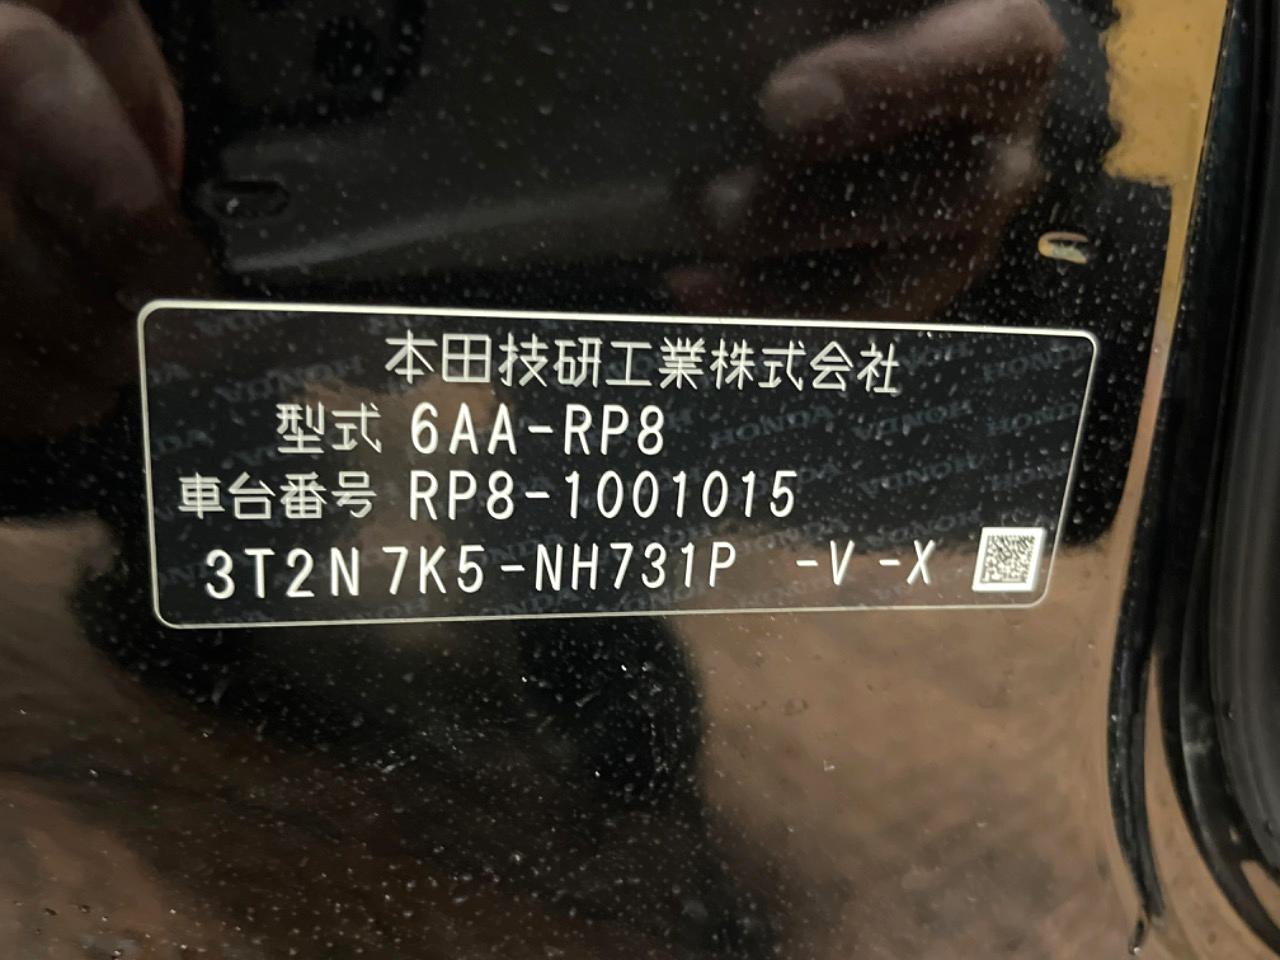 本田技研工業株式会社
型式 6AA-RP8
車台番号 RP8-1001015
3T2N7K5-NH731P -V-X